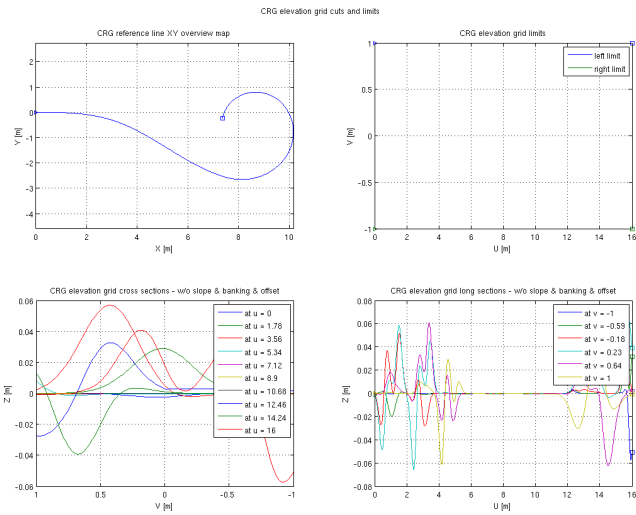 CRG elevation grid cuts and limits
CRG reference line XY overview map
2
1
0
-1
-2
-3
-4
Y [m]
0 2 4 6 8 10
X [m]
CRG elevation grid limits
left limit
right limit
1
0.5
0
-0.5
-1
V [m]
0 2 4 6 8 10 12 14 16
U [m]
CRG elevation grid cross sections - w/o slope & banking & offset
at u = 0
at u = 1.78
at u = 3.56
at u = 5.34
at u = 7.12
at u = 8.9
at u = 10.68
at u = 12.46
at u = 14.24
at u = 16
0.06
0.04
0.02
0
-0.02
-0.04
-0.06
Z [m]
1 0.5 0 -0.5 -1
V [m]
CRG elevation grid long sections - w/o slope & banking & offset
at v = -1
at v = -0.59
at v = -0.18
at v = 0.23
at v = 0.64
at v = 1
0.08
0.06
0.04
0.02
0
-0.02
-0.04
-0.06
-0.08
Z [m]
0 2 4 6 8 10 12 14 16
U [m]